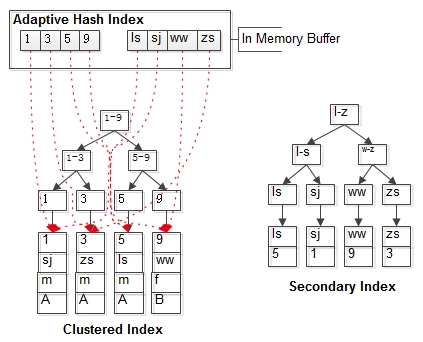 Adaptive Hash Index
1 3 5 9 ls sj ww zs
In Memory Buffer
1-9
1-3 5-9
1 3 5 9
1 3 5 9
sj zs ls ww
m m m f
A A A B
Clustered Index
l-z
l-s w-z
ls sj ww zs
ls sj ww zs
5 1 9 3
Secondary Index